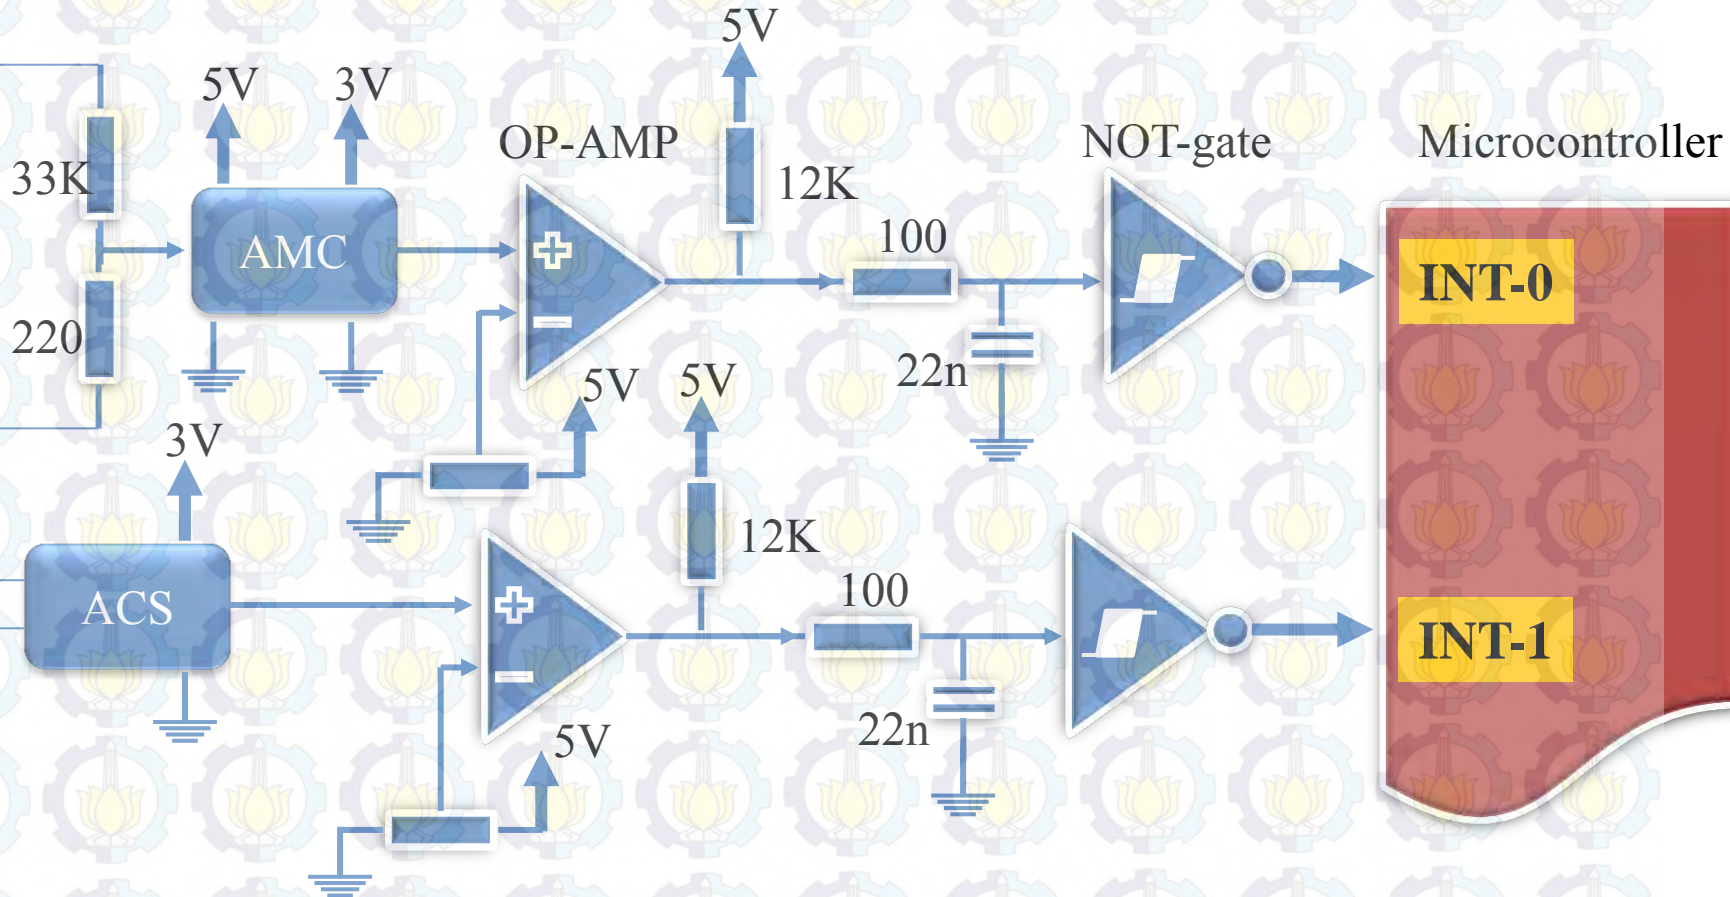 5V
5V
3V
OP-AMP
NOT-gate
Microcontroller
33K
12K
AMC
100
INT-0
220
22n
5V
5V
3V
12K
ACS
100
INT-1
22n
5V